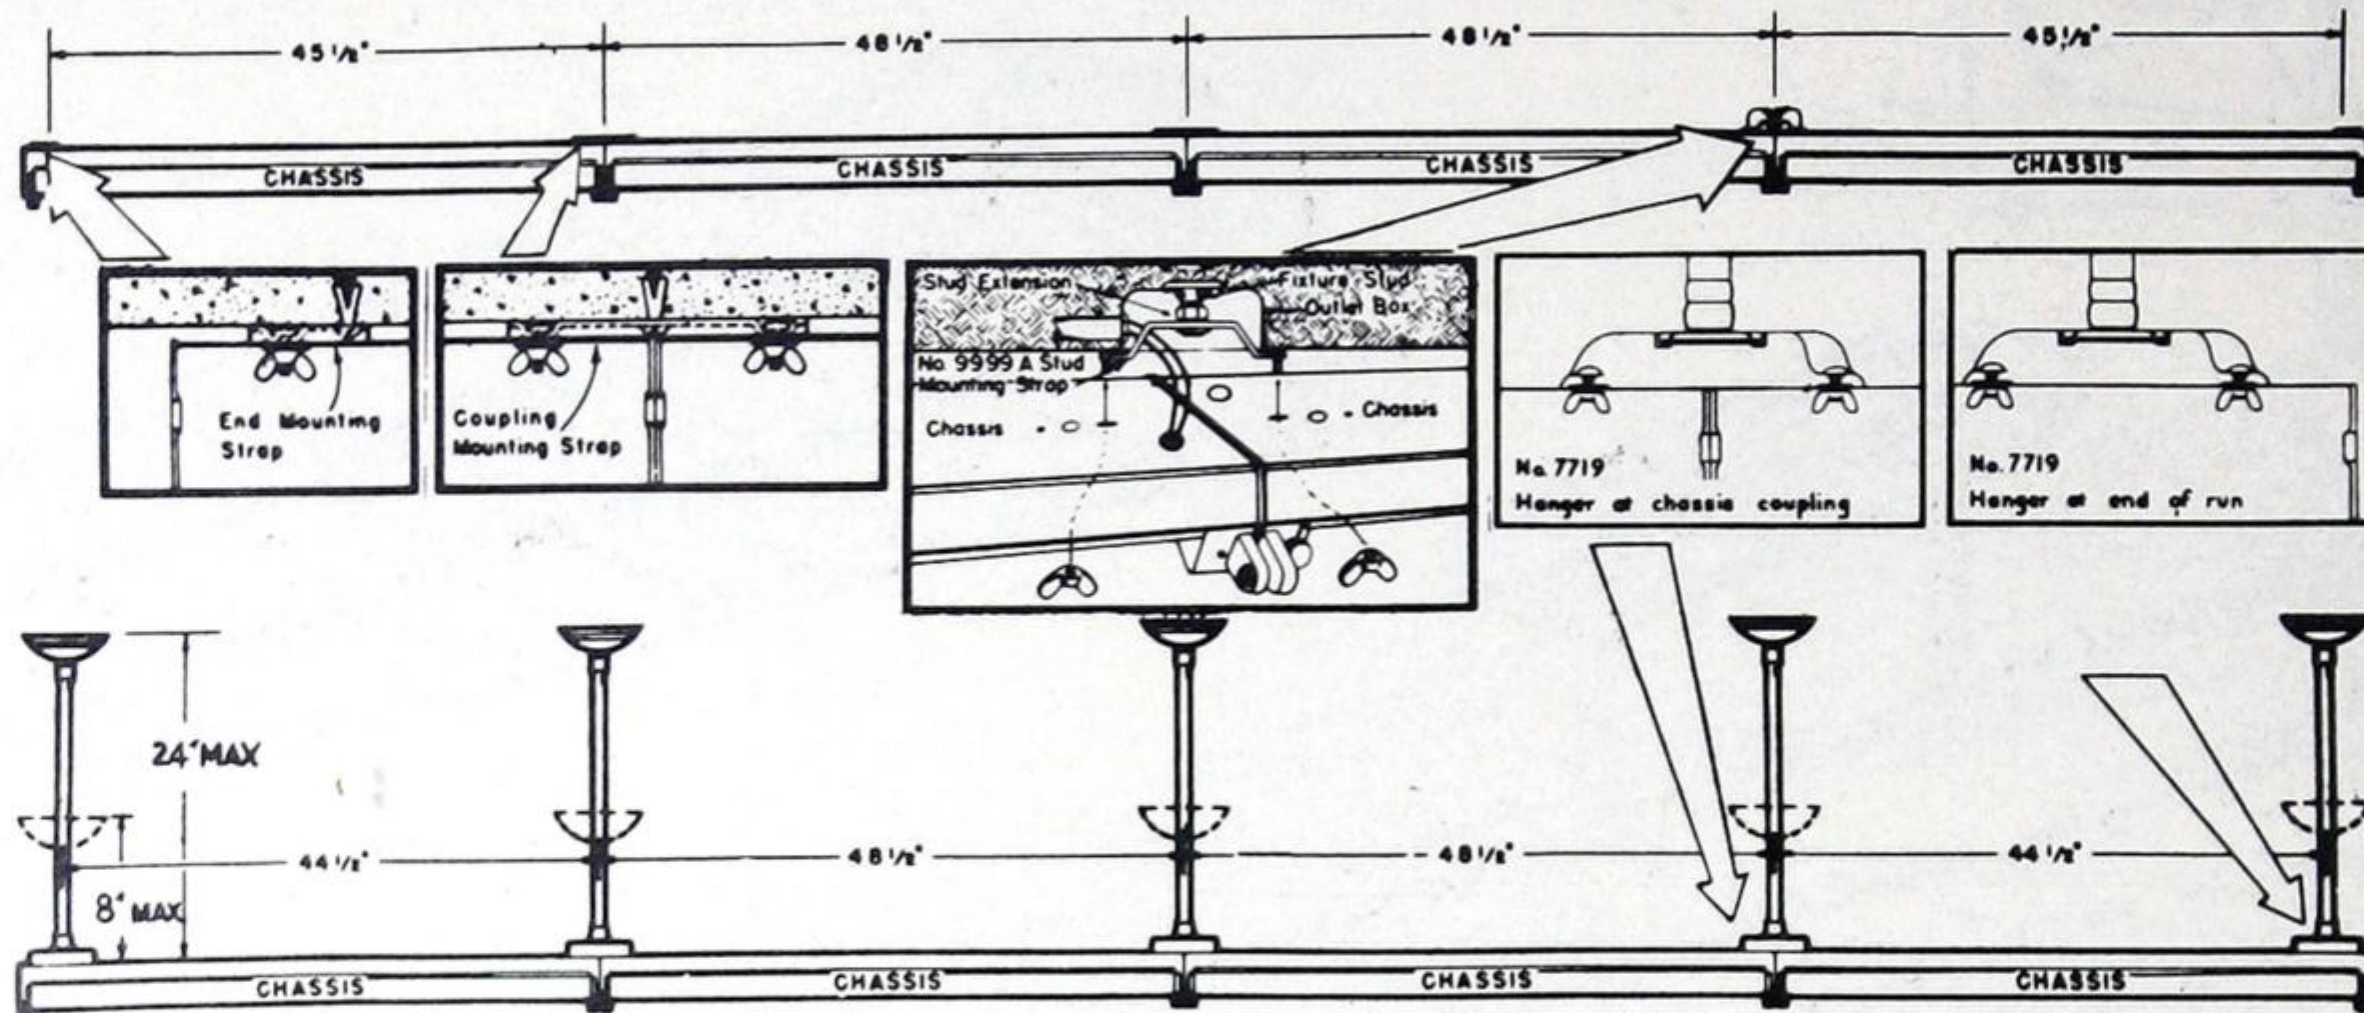 45 1/2"
48 1/2"
48 1/2"
45 1/2"
CHASSIS
CHASSIS
CHASSIS
CHASSIS
End Mounting
Strap
Coupling
Mounting Strap
Stud Extension
Fixture Stud
Outlet Box
No. 9999 A Stud
Mounting Strap
Chassis
Chassis
No. 7719
Hanger at chassis coupling
No. 7719
Hanger at end of run
24" MAX
8" MAX
44 1/2"
48 1/2"
48 1/2"
44 1/2"
CHASSIS
CHASSIS
CHASSIS
CHASSIS